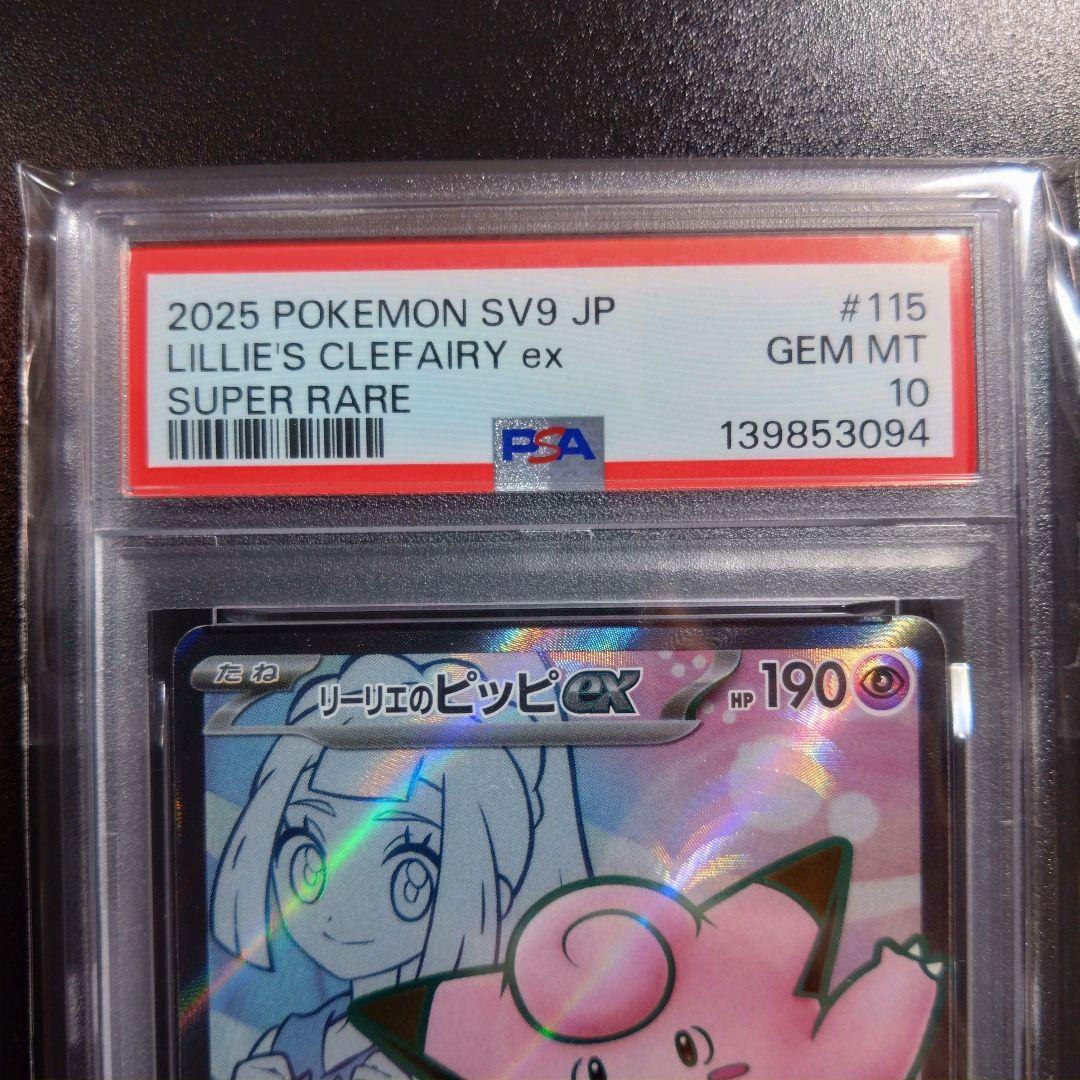 2025 POKEMON SV9 JP #115
LILLIE'S CLEFAIRY ex GEM MT
SUPER RARE 10
PSA 139853094
たね リーリエのピッピex HP 190